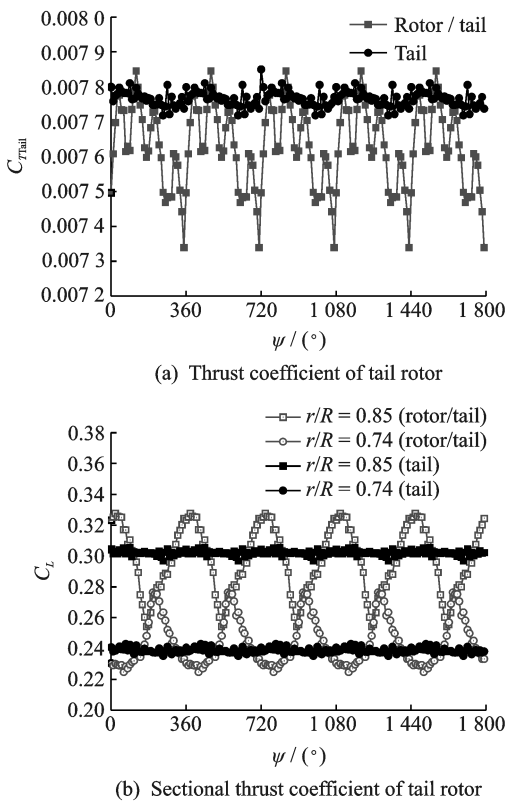 0.008 0
0.007 9
0.007 8
0.007 7
0.007 6
0.007 5
0.007 4
0.007 3
0.007 2
C_TTail
Rotor / tail
Tail
0 360 720 1 080 1 440 1 800
ψ / (°)
(a) Thrust coefficient of tail rotor
r/R = 0.85 (rotor/tail)
r/R = 0.74 (rotor/tail)
r/R = 0.85 (tail)
r/R = 0.74 (tail)
0.38
0.36
0.34
0.32
0.30
0.28
0.26
0.24
0.22
0.20
C_L
0 360 720 1 080 1 440 1 800
ψ / (°)
(b) Sectional thrust coefficient of tail rotor